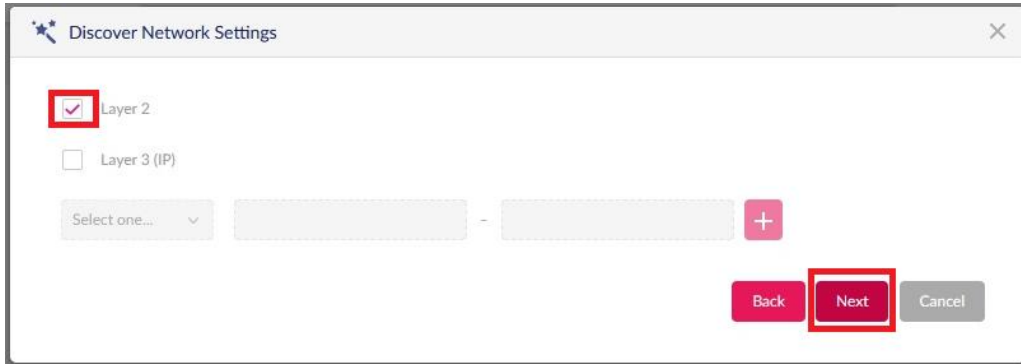 Discover Network Settings
Layer 2
Layer 3 (IP)
Select one... -
Back Next Cancel